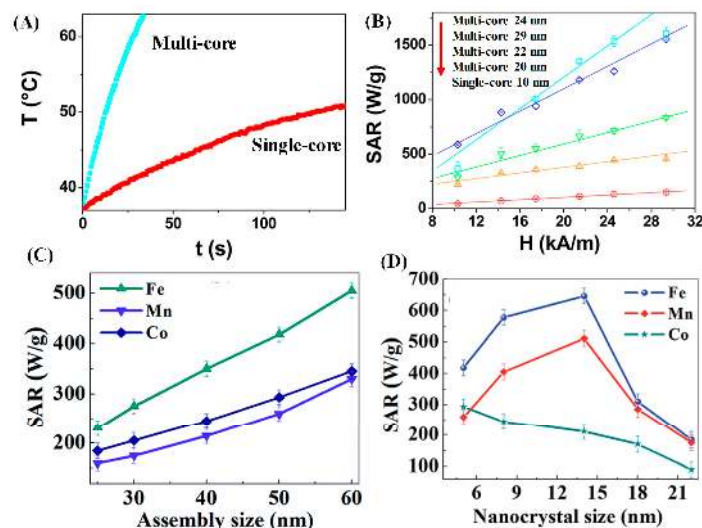 (A)
60
50
40
T (°C)
Multi-core
Single-core
0
50
100
t (s)
(B)
Multi-core 24 nm
Multi-core 29 nm
Multi-core 22 nm
Multi-core 20 nm
Single-core 10 nm
1500
1000
500
0
SAR (W/g)
8
12
16
20
24
28
32
H (kA/m)
(C)
Fe
Mn
Co
500
400
300
200
SAR (W/g)
30
40
50
60
Assembly size (nm)
(D)
Fe
Mn
Co
700
600
500
400
300
200
100
SAR (W/g)
6
9
12
15
18
21
Nanocrystal size (nm)